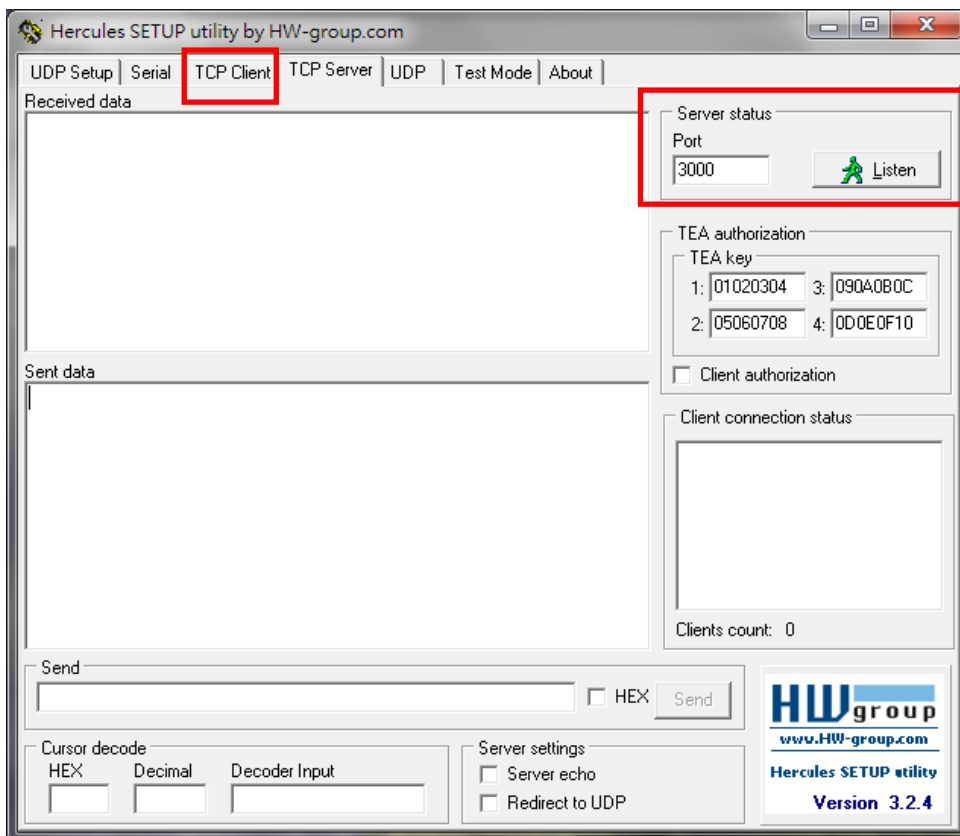 Hercules SETUP utility by HW-group.com
UDP Setup Serial TCP Client TCP Server UDP Test Mode About
Received data
Server status
Port
3000 Listen
TEA authorization
TEA key
1: 01020304 3: 090A0B0C
2: 05060708 4: 0D0E0F10
Client authorization
Sent data
Client connection status
Clients count: 0
Send
HEX Send
Cursor decode
HEX Decimal Decoder Input
Server settings
Server echo
Redirect to UDP
HW group
www.HW-group.com
Hercules SETUP utility
Version 3.2.4